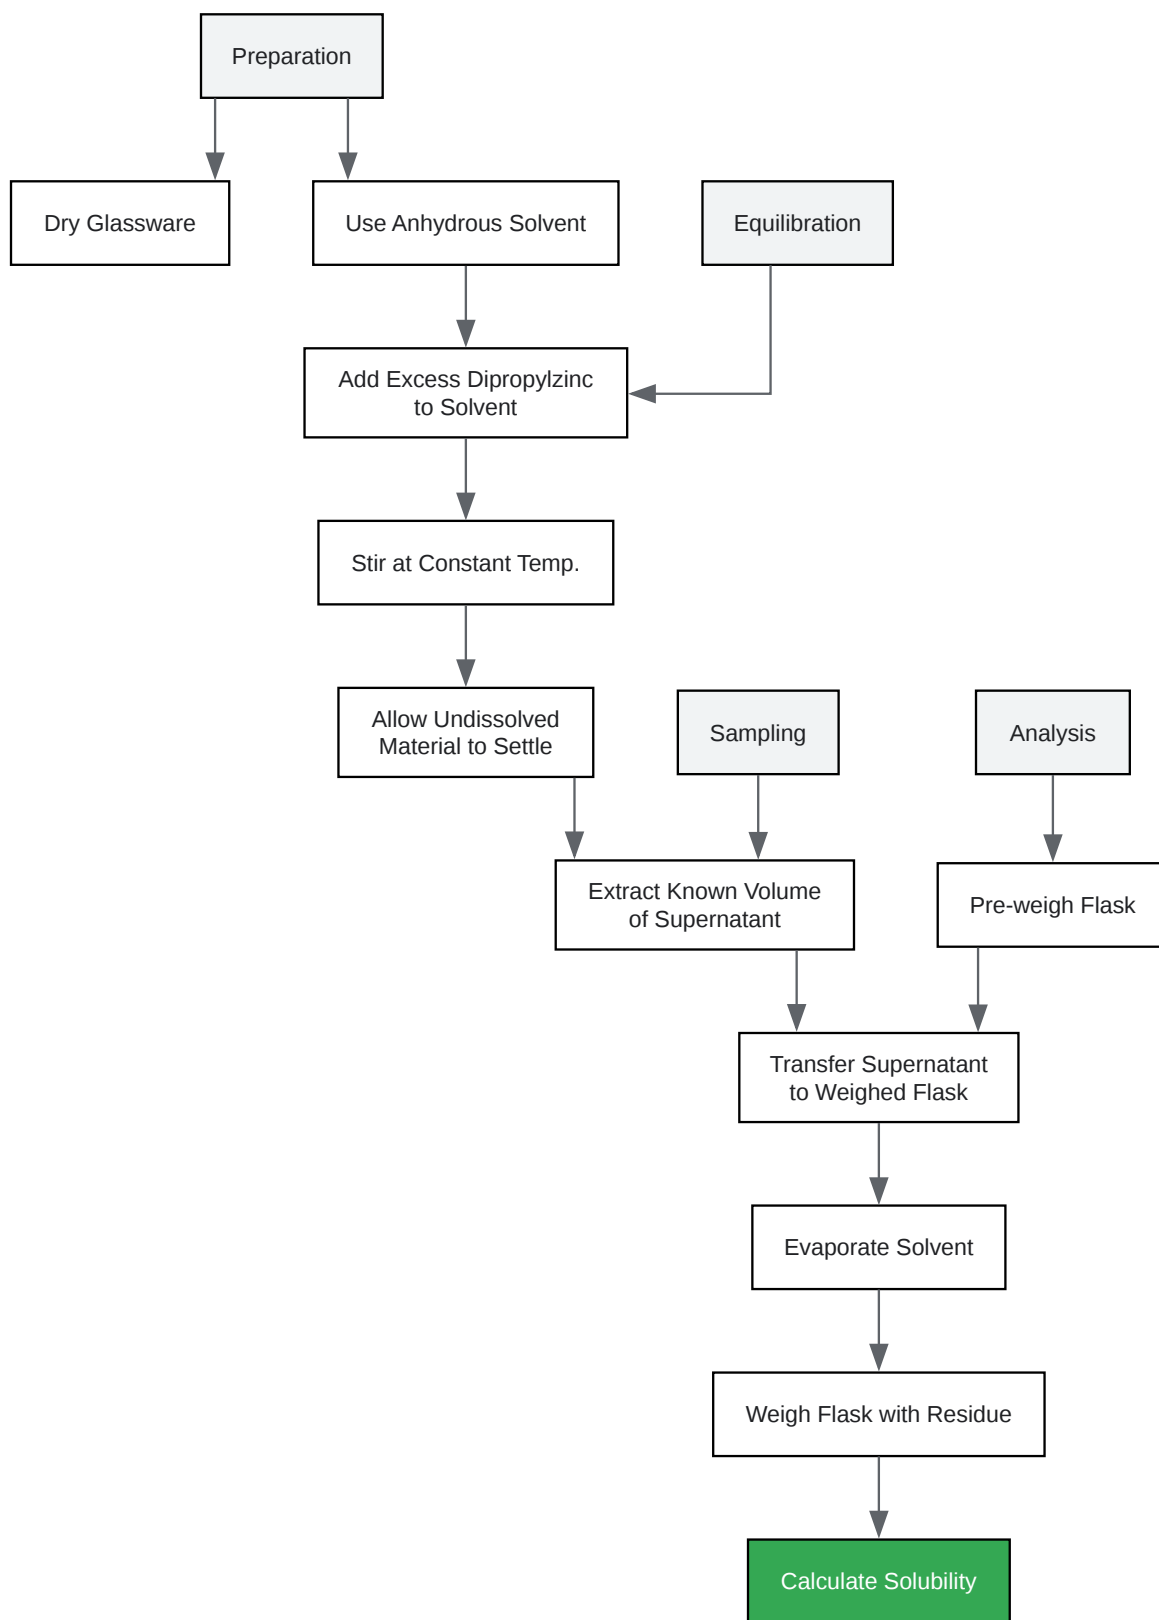 Preparation
Dry Glassware
Use Anhydrous Solvent
Equilibration
Add Excess Dipropylzinc
to Solvent
Stir at Constant Temp.
Allow Undissolved
Material to Settle
Sampling
Analysis
Extract Known Volume
of Supernatant
Pre-weigh Flask
Transfer Supernatant
to Weighed Flask
Evaporate Solvent
Weigh Flask with Residue
Calculate Solubility